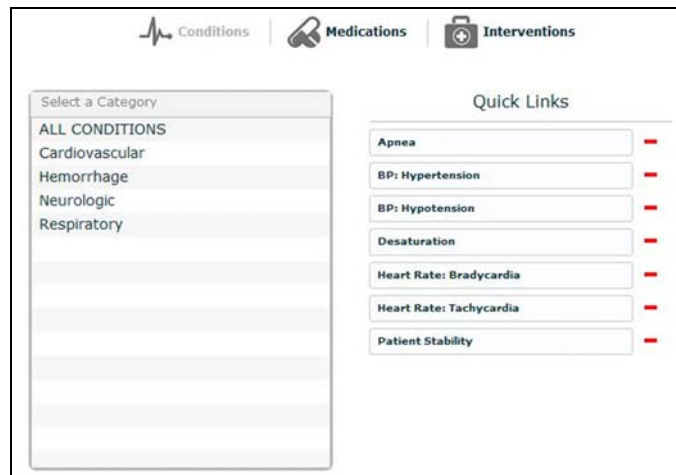 Conditions
Medications
Interventions
Select a Category
ALL CONDITIONS
Cardiovascular
Hemorrhage
Neurologic
Respiratory
Quick Links
Apnea
BP: Hypertension
BP: Hypotension
Desaturation
Heart Rate: Bradycardia
Heart Rate: Tachycardia
Patient Stability